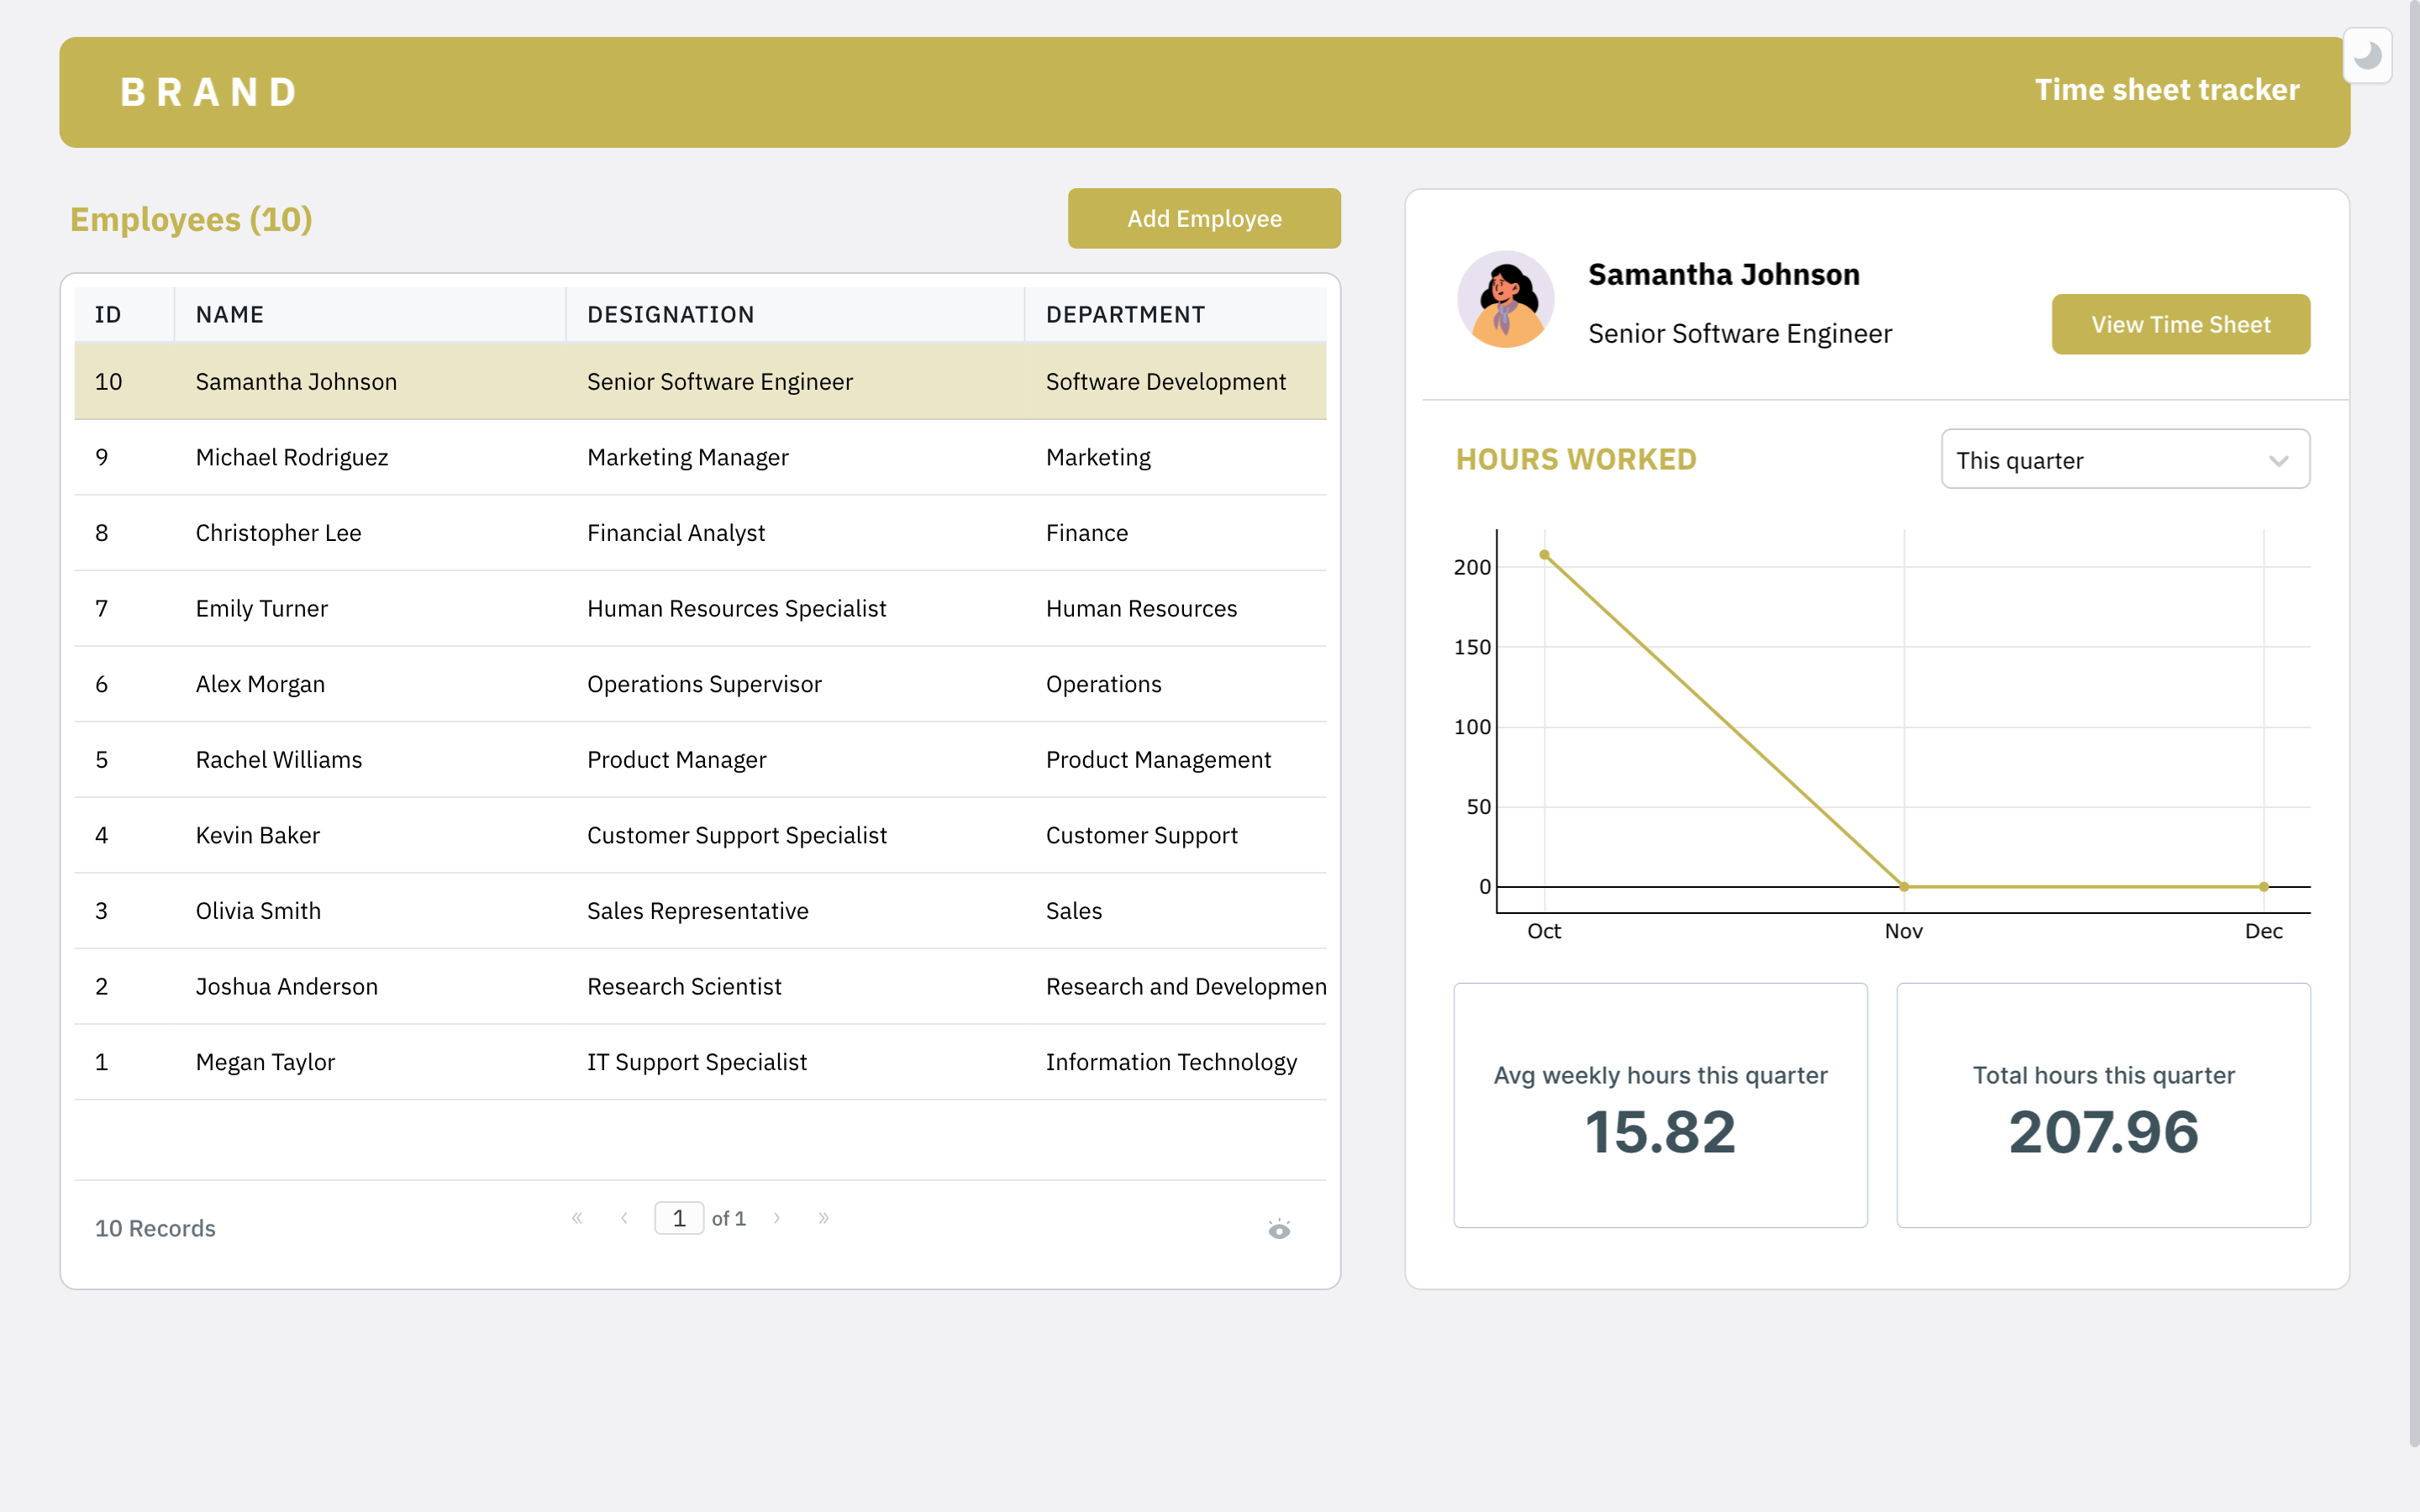 BRAND
Time sheet tracker
Employees (10)
Add Employee
ID NAME DESIGNATION DEPARTMENT
10 Samantha Johnson Senior Software Engineer Software Development
9 Michael Rodriguez Marketing Manager Marketing
8 Christopher Lee Financial Analyst Finance
7 Emily Turner Human Resources Specialist Human Resources
6 Alex Morgan Operations Supervisor Operations
5 Rachel Williams Product Manager Product Management
4 Kevin Baker Customer Support Specialist Customer Support
3 Olivia Smith Sales Representative Sales
2 Joshua Anderson Research Scientist Research and Developmen
1 Megan Taylor IT Support Specialist Information Technology
10 Records
« ‹ 1 of 1 › »
Samantha Johnson
Senior Software Engineer
View Time Sheet
HOURS WORKED
This quarter
200
150
100
50
0
Oct Nov Dec
Avg weekly hours this quarter
15.82
Total hours this quarter
207.96